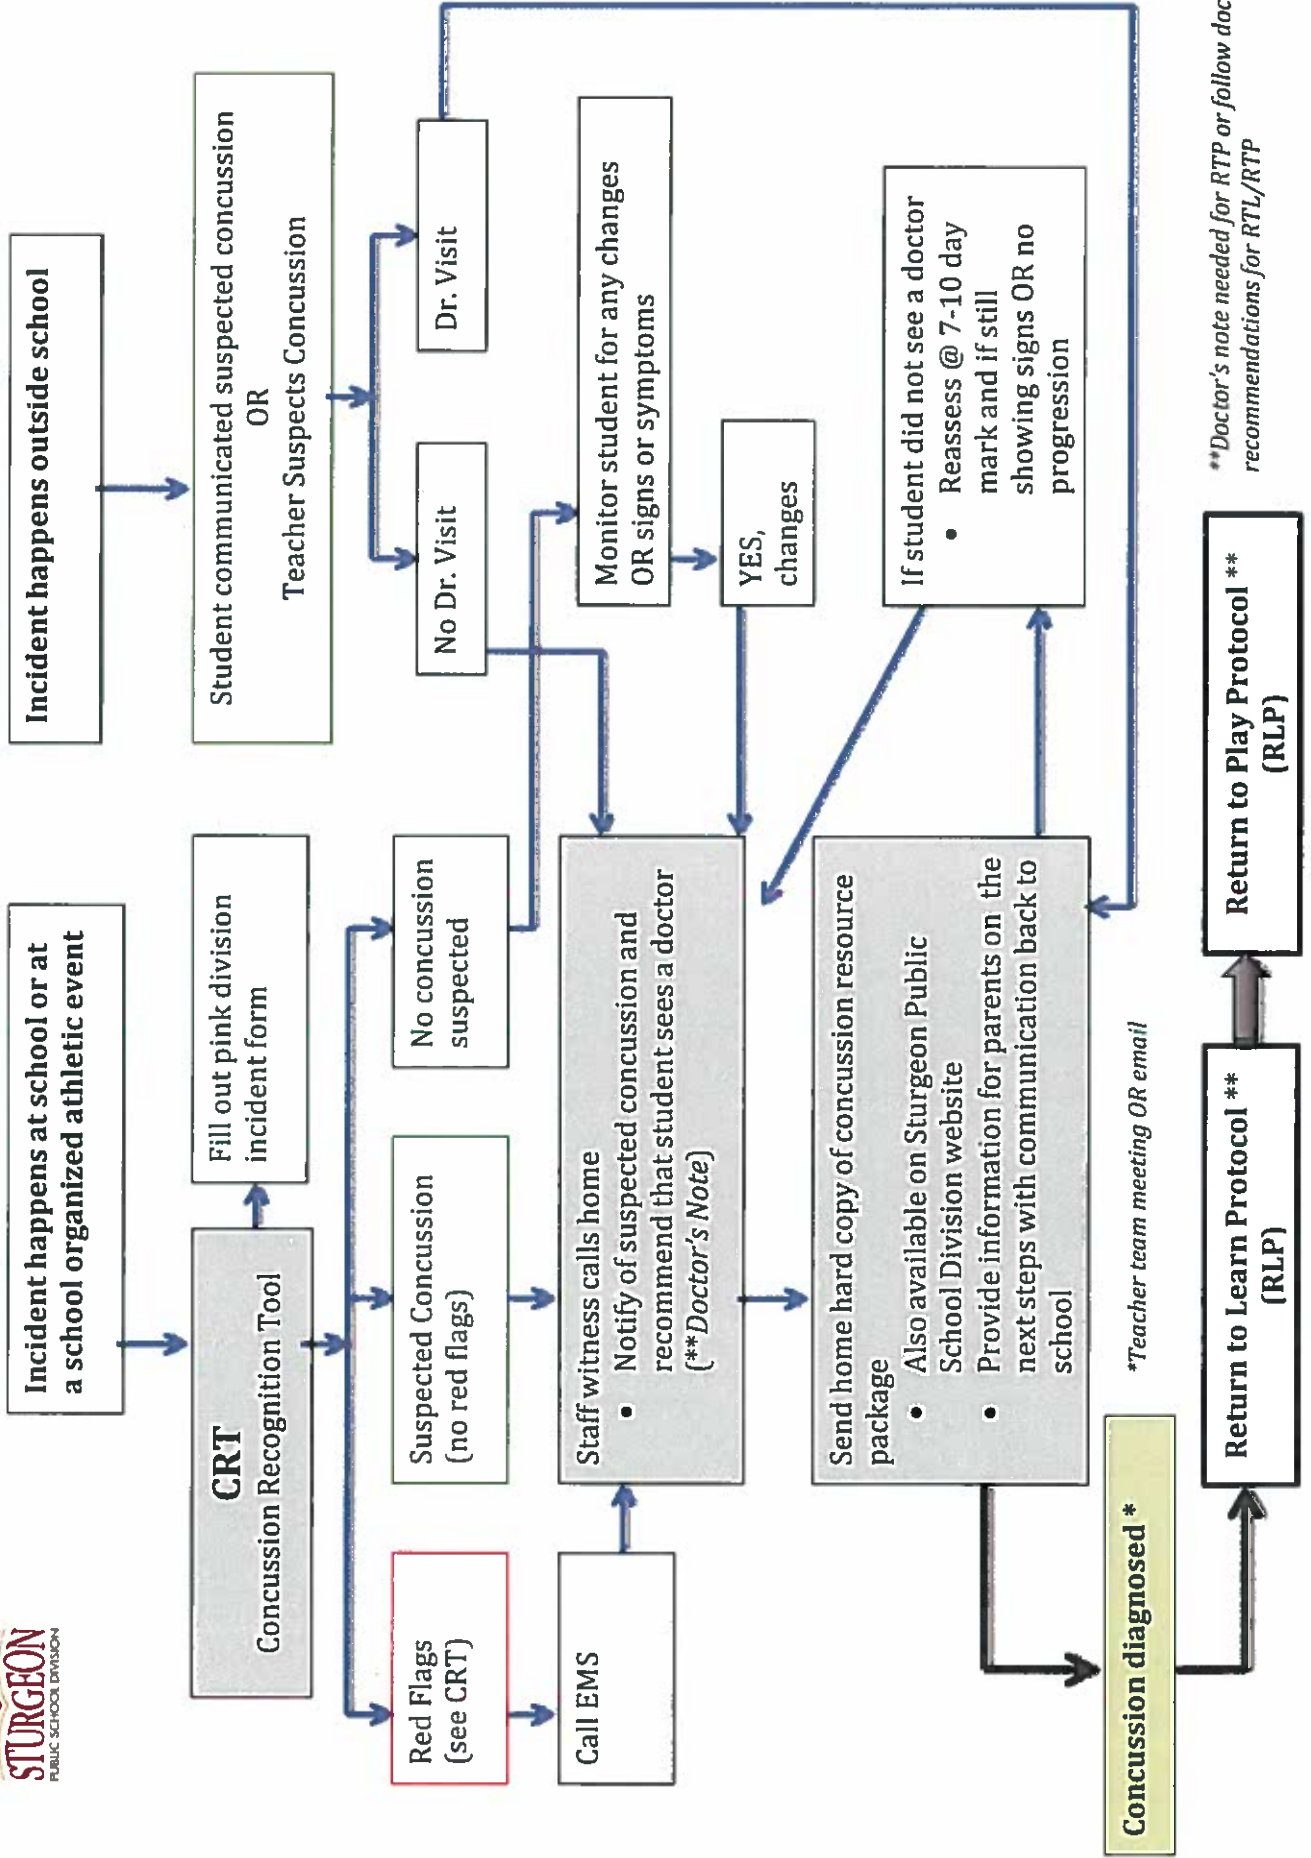 STURGEON
PUBLIC SCHOOL DIVISION
Incident happens at school or at
a school organized athletic event
Incident happens outside school
CRT
Concussion Recognition Tool
Fill out pink division
incident form
Student communicated suspected concussion
OR
Teacher Suspects Concussion
Red Flags
(see CRT)
Suspected Concussion
(no red flags)
No concussion
suspected
No Dr. Visit
Dr. Visit
Call EMS
Staff witness calls home
• Notify of suspected concussion and
recommend that student sees a doctor
(**Doctor's Note)
Monitor student for any changes
OR signs or symptoms
YES,
changes
Send home hard copy of concussion resource
package
• Also available on Sturgeon Public
School Division website
• Provide information for parents on the
next steps with communication back to
school
If student did not see a doctor
• Reassess @ 7-10 day
mark and if still
showing signs OR no
progression
Concussion diagnosed *
*Teacher team meeting OR email
Return to Learn Protocol **
(RLP)
Return to Play Protocol **
(RLP)
**Doctor's note needed for RTP or follow doc
recommendations for RTL/RTP